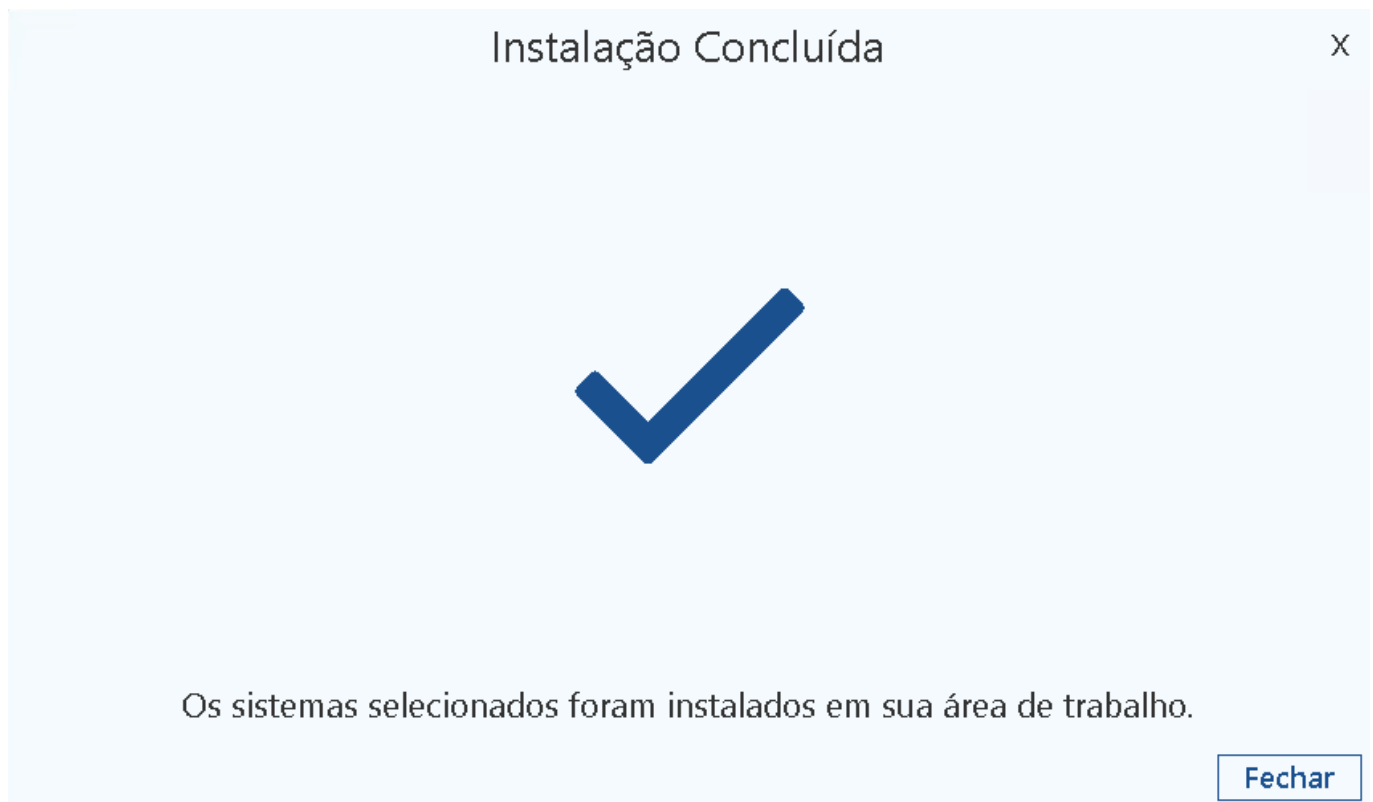 Instalação Concluída
X
Os sistemas selecionados foram instalados em sua área de trabalho.
Fechar